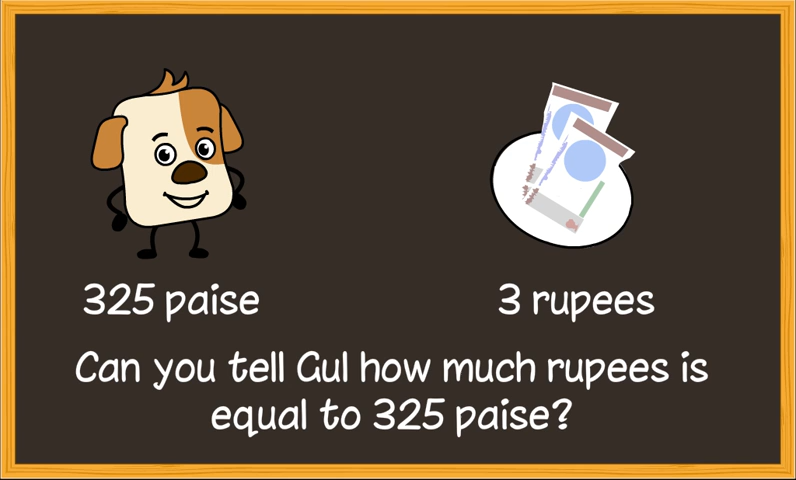 325 paise
3 rupees
Can you tell Gul how much rupees is
equal to 325 paise?